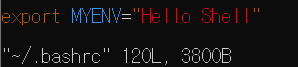 export MYENV="Hello Shell"
"~/.bashrc" 120L, 3800B